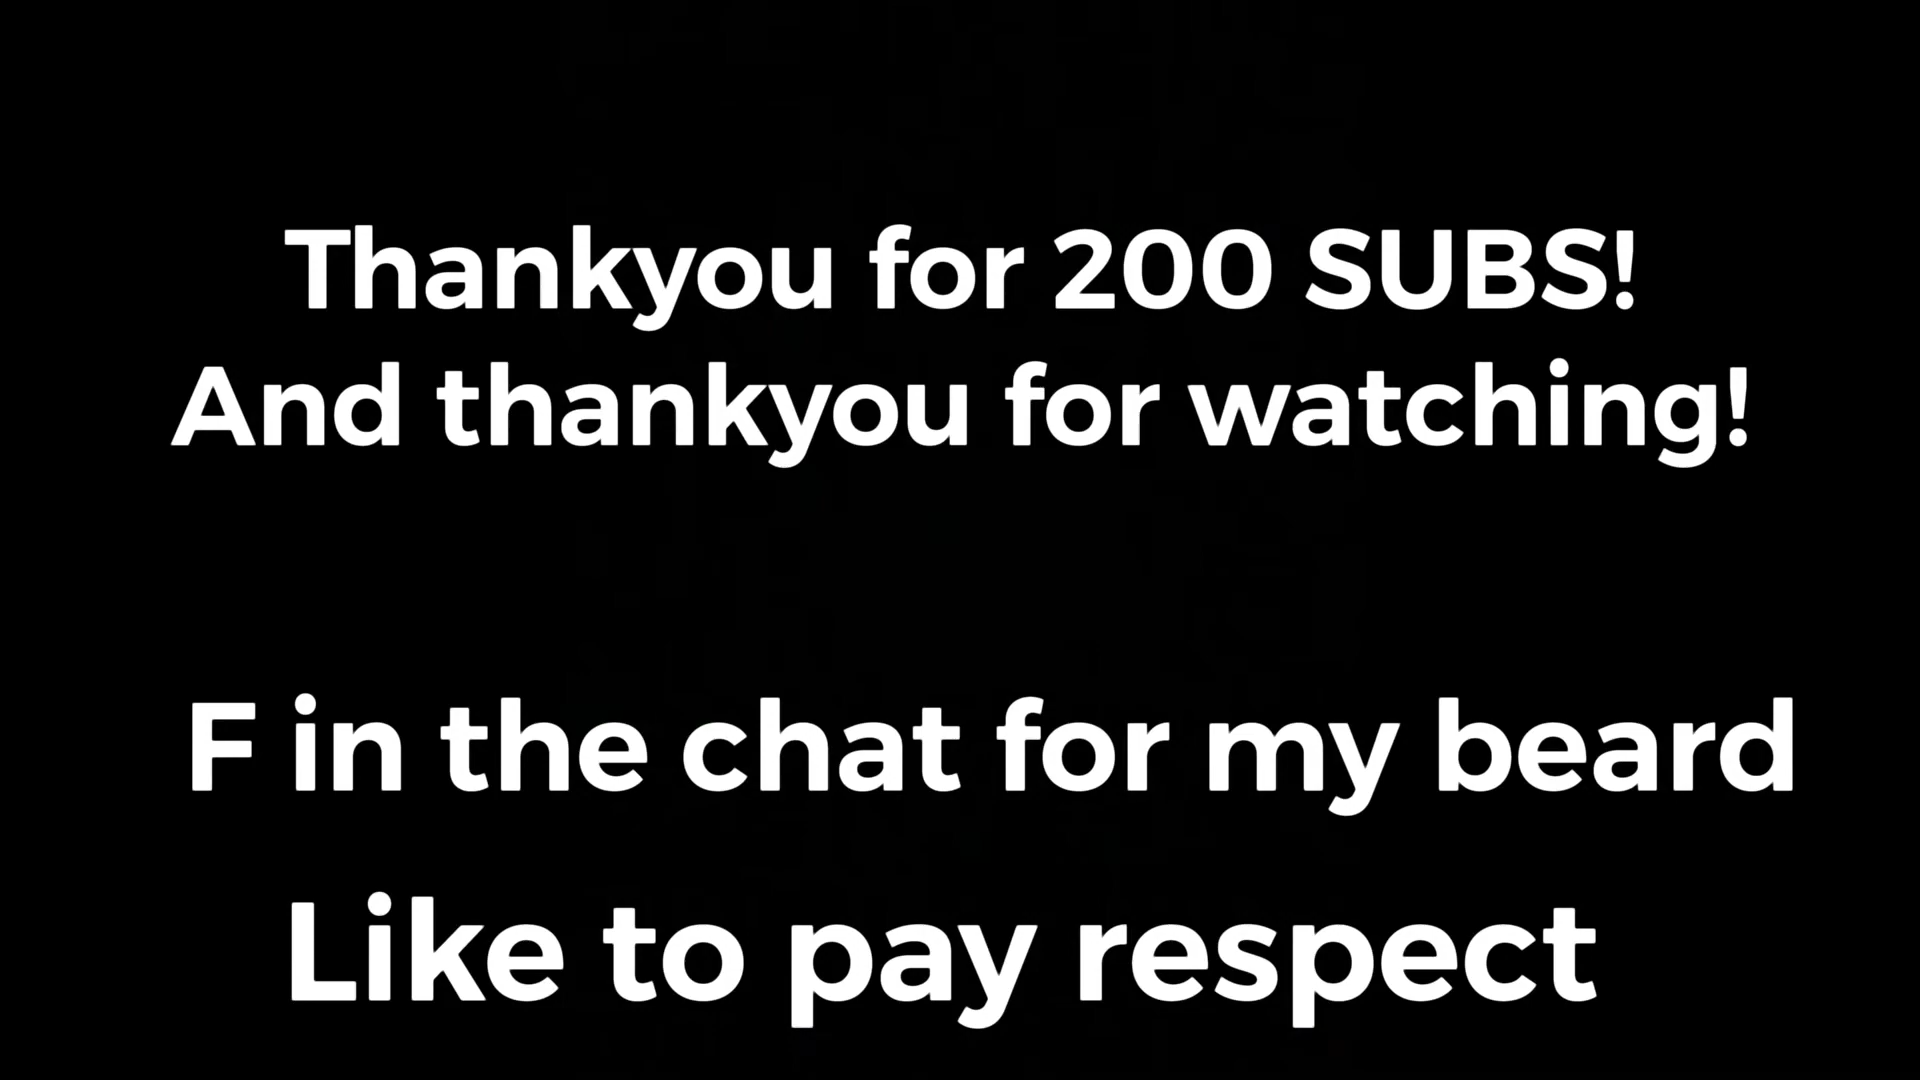 Thankyou for 200 SUBS!
And thankyou for watching!
F in the chat for my beard
Like to pay respect